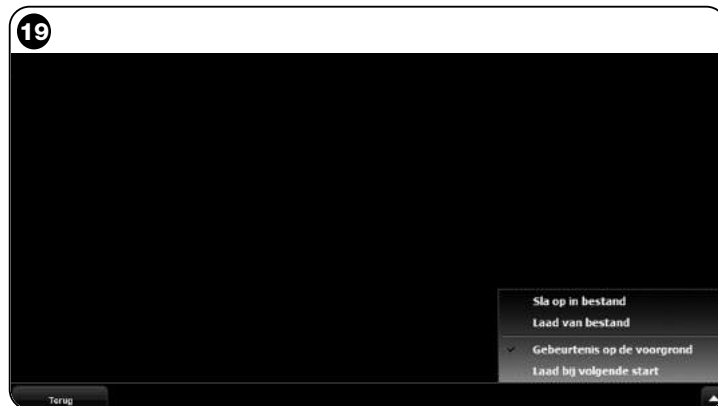 19
Sla op in bestand
Laad van bestand
Gebeurtenis op de voorgrond
Laad bij volgende start
Terug